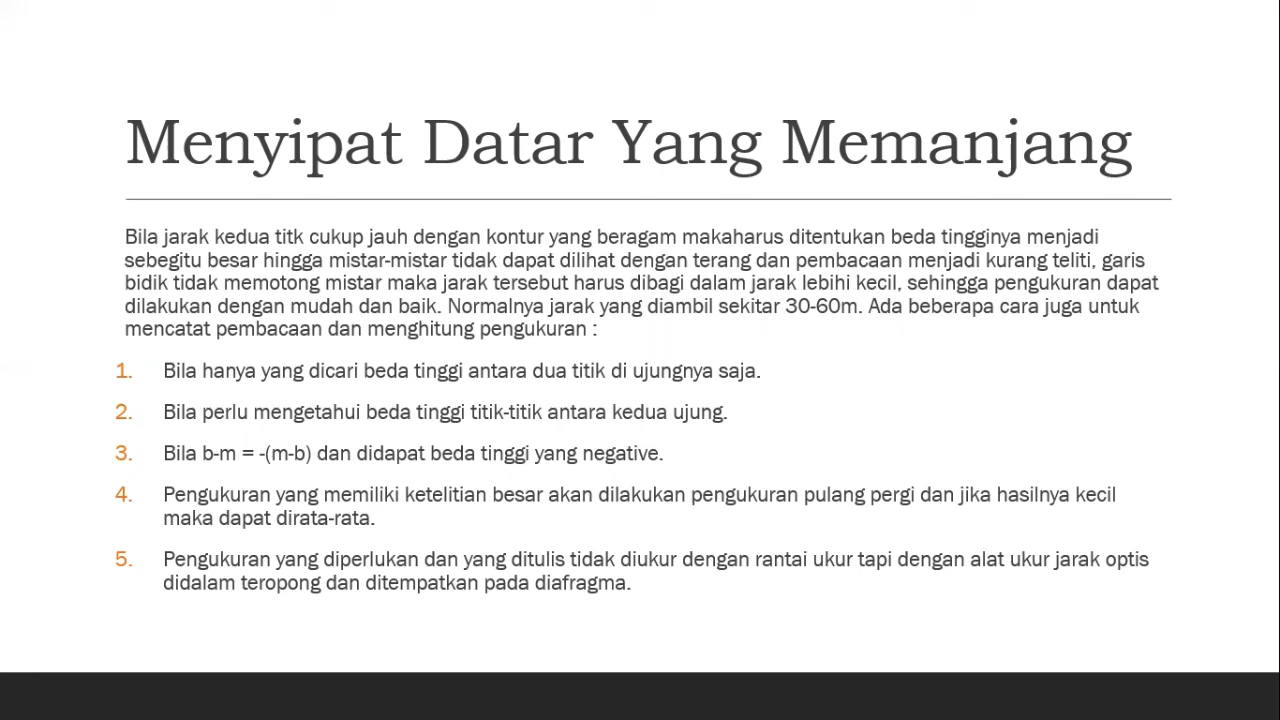 Menyipat Datar Yang Memanjang
Bila jarak kedua titk cukup jauh dengan kontur yang beragam makaharus ditentukan beda tingginya menjadi
sebegitu besar hingga mistar-mistar tidak dapat dilihat dengan terang dan pembacaan menjadi kurang teliti, garis
bidik tidak memotong mistar maka jarak tersebut harus dibagi dalam jarak lebihi kecil, sehingga pengukuran dapat
dilakukan dengan mudah dan baik. Normalnya jarak yang diambil sekitar 30-60m. Ada beberapa cara juga untuk
mencatat pembacaan dan menghitung pengukuran :
1. Bila hanya yang dicari beda tinggi antara dua titik di ujungnya saja.
2. Bila perlu mengetahui beda tinggi titik-titik antara kedua ujung.
3. Bila b-m = -(m-b) dan didapat beda tinggi yang negative.
4. Pengukuran yang memiliki ketelitian besar akan dilakukan pengukuran pulang pergi dan jika hasilnya kecil
maka dapat dirata-rata.
5. Pengukuran yang diperlukan dan yang ditulis tidak diukur dengan rantai ukur tapi dengan alat ukur jarak optis
didalam teropong dan ditempatkan pada diafragma.